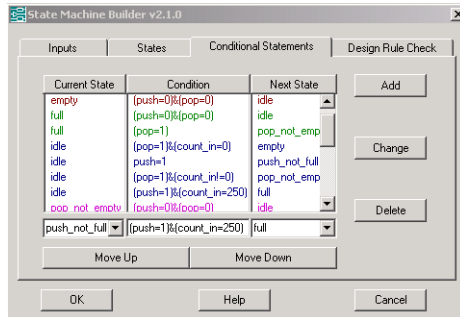 State Machine Builder v2.1.0
Inputs States Conditional Statements Design Rule Check
Current State Condition Next State
empty (push=0)&(pop=0) idle
full (push=0)&(pop=0) idle
full (pop=1) pop_not_emp
idle (pop=1)&(count_in=0) empty
idle push=1 push_not_full
idle (pop=1)&(count_in!=0) pop_not_emp
idle (push=1)&(count_in=250) full
pop_not_empty (push=0)&(pop=0) idle
push_not_full (push=1)&(count_in=250) full
Add
Change
Delete
Move Up Move Down
OK Help Cancel